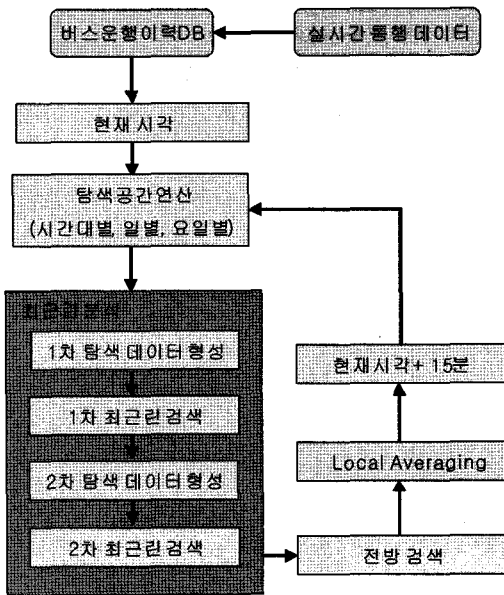 버스운행이력DB
실시간통행데이터
현재시각
탐색공간연산
(시간대별, 일별, 요일별)
최근린분석
1차 탐색 데이터 형성
1차 최근린 검색
2차 탐색 데이터 형성
2차 최근린 검색
현재시각+ 15분
Local Averaging
전방 검색